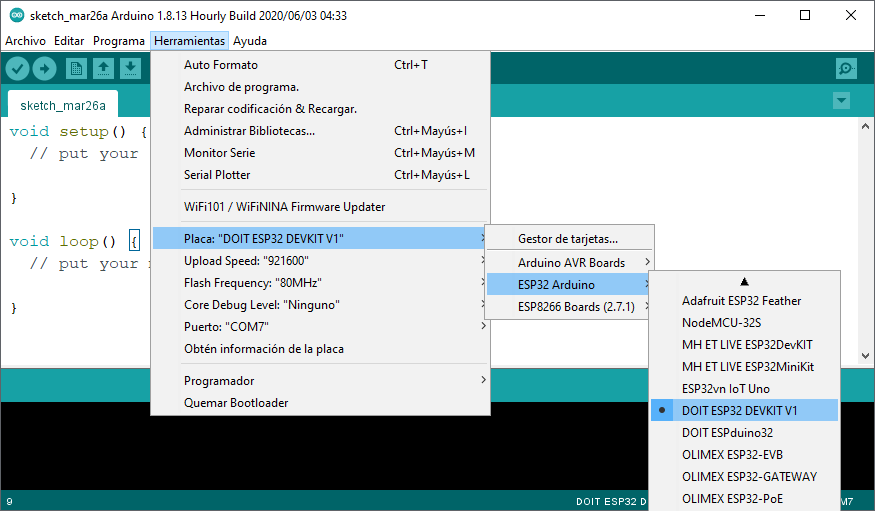 sketch_mar26a Arduino 1.8.13 Hourly Build 2020/06/03 04:33
Archivo Editar Programa Herramientas Ayuda
sketch_mar26a
void setup() {
// put your
}
void loop() {
// put your
}
Auto Formato Ctrl+T
Archivo de programa.
Reparar codificación & Recargar.
Administrar Bibliotecas... Ctrl+Mayús+I
Monitor Serie Ctrl+Mayús+M
Serial Plotter Ctrl+Mayús+L
WiFi101 / WiFiNINA Firmware Updater
Placa: "DOIT ESP32 DEVKIT V1"
Upload Speed: "921600"
Flash Frequency: "80MHz"
Core Debug Level: "Ninguno"
Puerto: "COM7"
Obtén información de la placa
Programador
Quemar Bootloader
Gestor de tarjetas...
Arduino AVR Boards
ESP32 Arduino
ESP8266 Boards (2.7.1)
Adafruit ESP32 Feather
NodeMCU-32S
MH ET LIVE ESP32DevKIT
MH ET LIVE ESP32MiniKit
ESP32vn IoT Uno
DOIT ESP32 DEVKIT V1
DOIT ESPduino32
OLIMEX ESP32-EVB
OLIMEX ESP32-GATEWAY
OLIMEX ESP32-PoE
9 DOIT ESP32 D M7